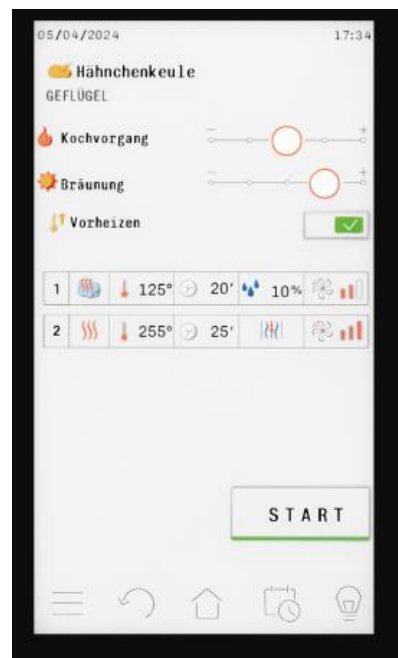 05/04/2024 17:34
Hähnchenkeule
GEFLÜGEL
Kochvorgang - +
Bräunung - +
Vorheizen
1 125° 20′ 10%
2 255° 25′
START